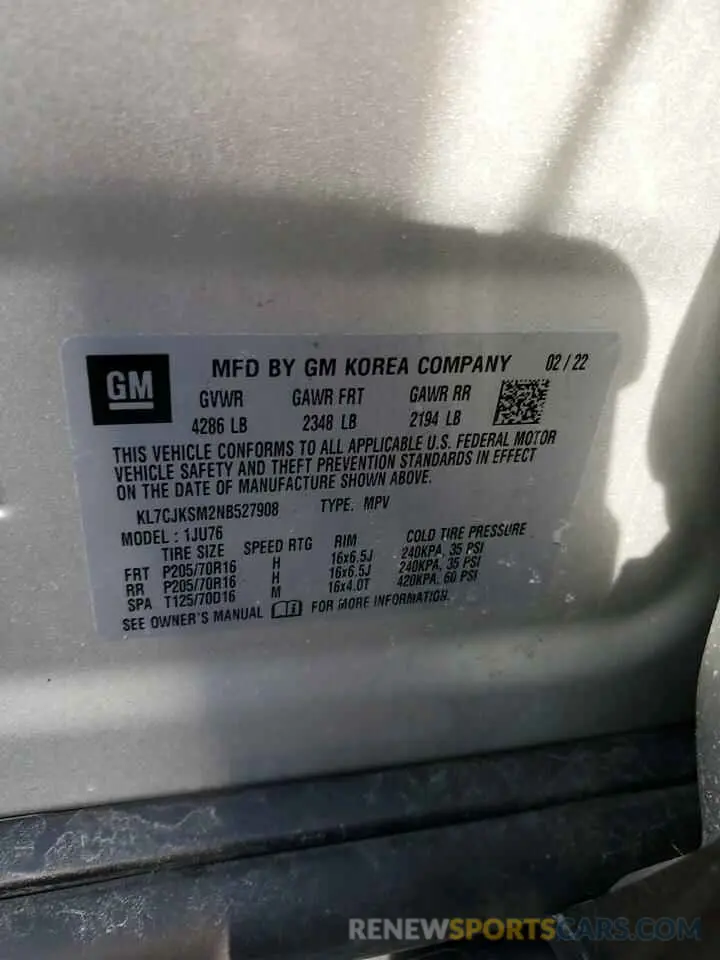 GM
MFD BY GM KOREA COMPANY 02 / 22
GVWR GAWR FRT GAWR RR
4286 LB 2348 LB 2194 LB
THIS VEHICLE CONFORMS TO ALL APPLICABLE U.S. FEDERAL MOTOR
VEHICLE SAFETY AND THEFT PREVENTION STANDARDS IN EFFECT
ON THE DATE OF MANUFACTURE SHOWN ABOVE.
KL7CJKSM2NB527908 TYPE: MPV
MODEL : 1JU76
TIRE SIZE SPEED RTG RIM COLD TIRE PRESSURE
FRT P205/70R16 H 16x6.5J 240KPA, 35 PSI
RR P205/70R16 H 16x6.5J 240KPA, 35 PSI
SPA T125/70D16 M 16x4.0T 420KPA, 60 PSI
SEE OWNER'S MANUAL FOR MORE INFORMATION.
RENEWSPORTSCARS.COM